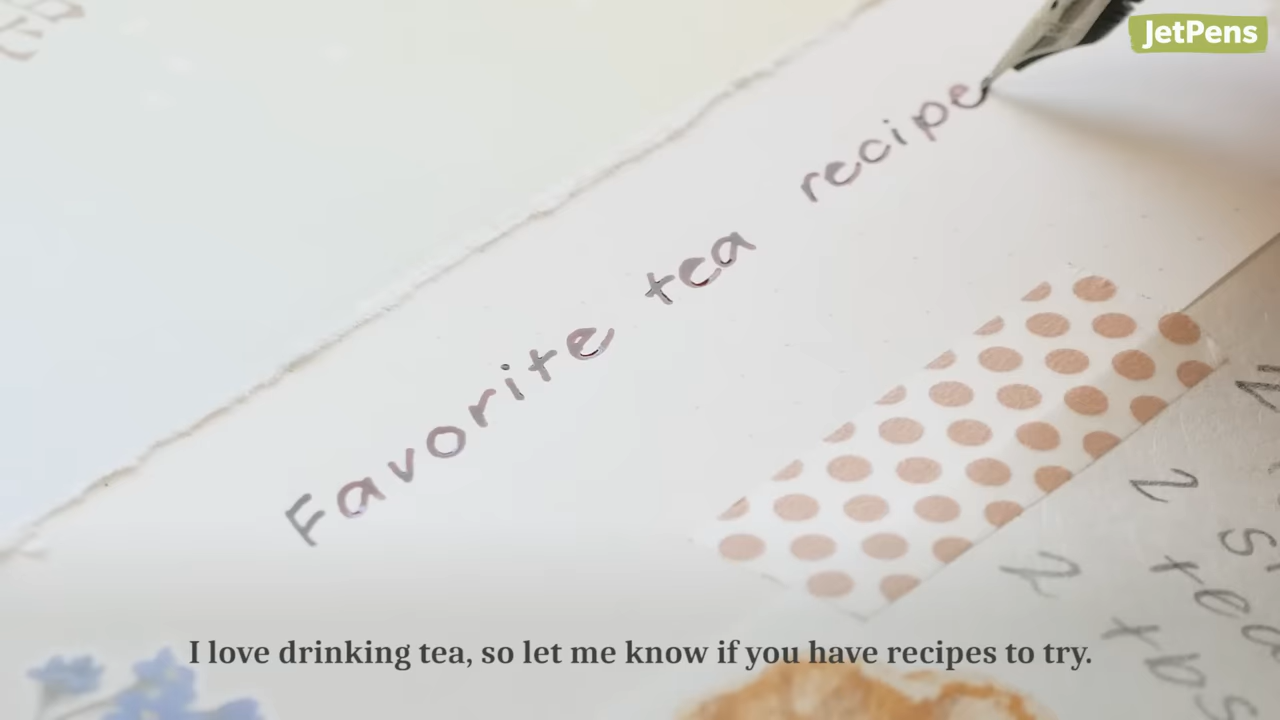 JetPens
Favorite tea recipe
I love drinking tea, so let me know if you have recipes to try.